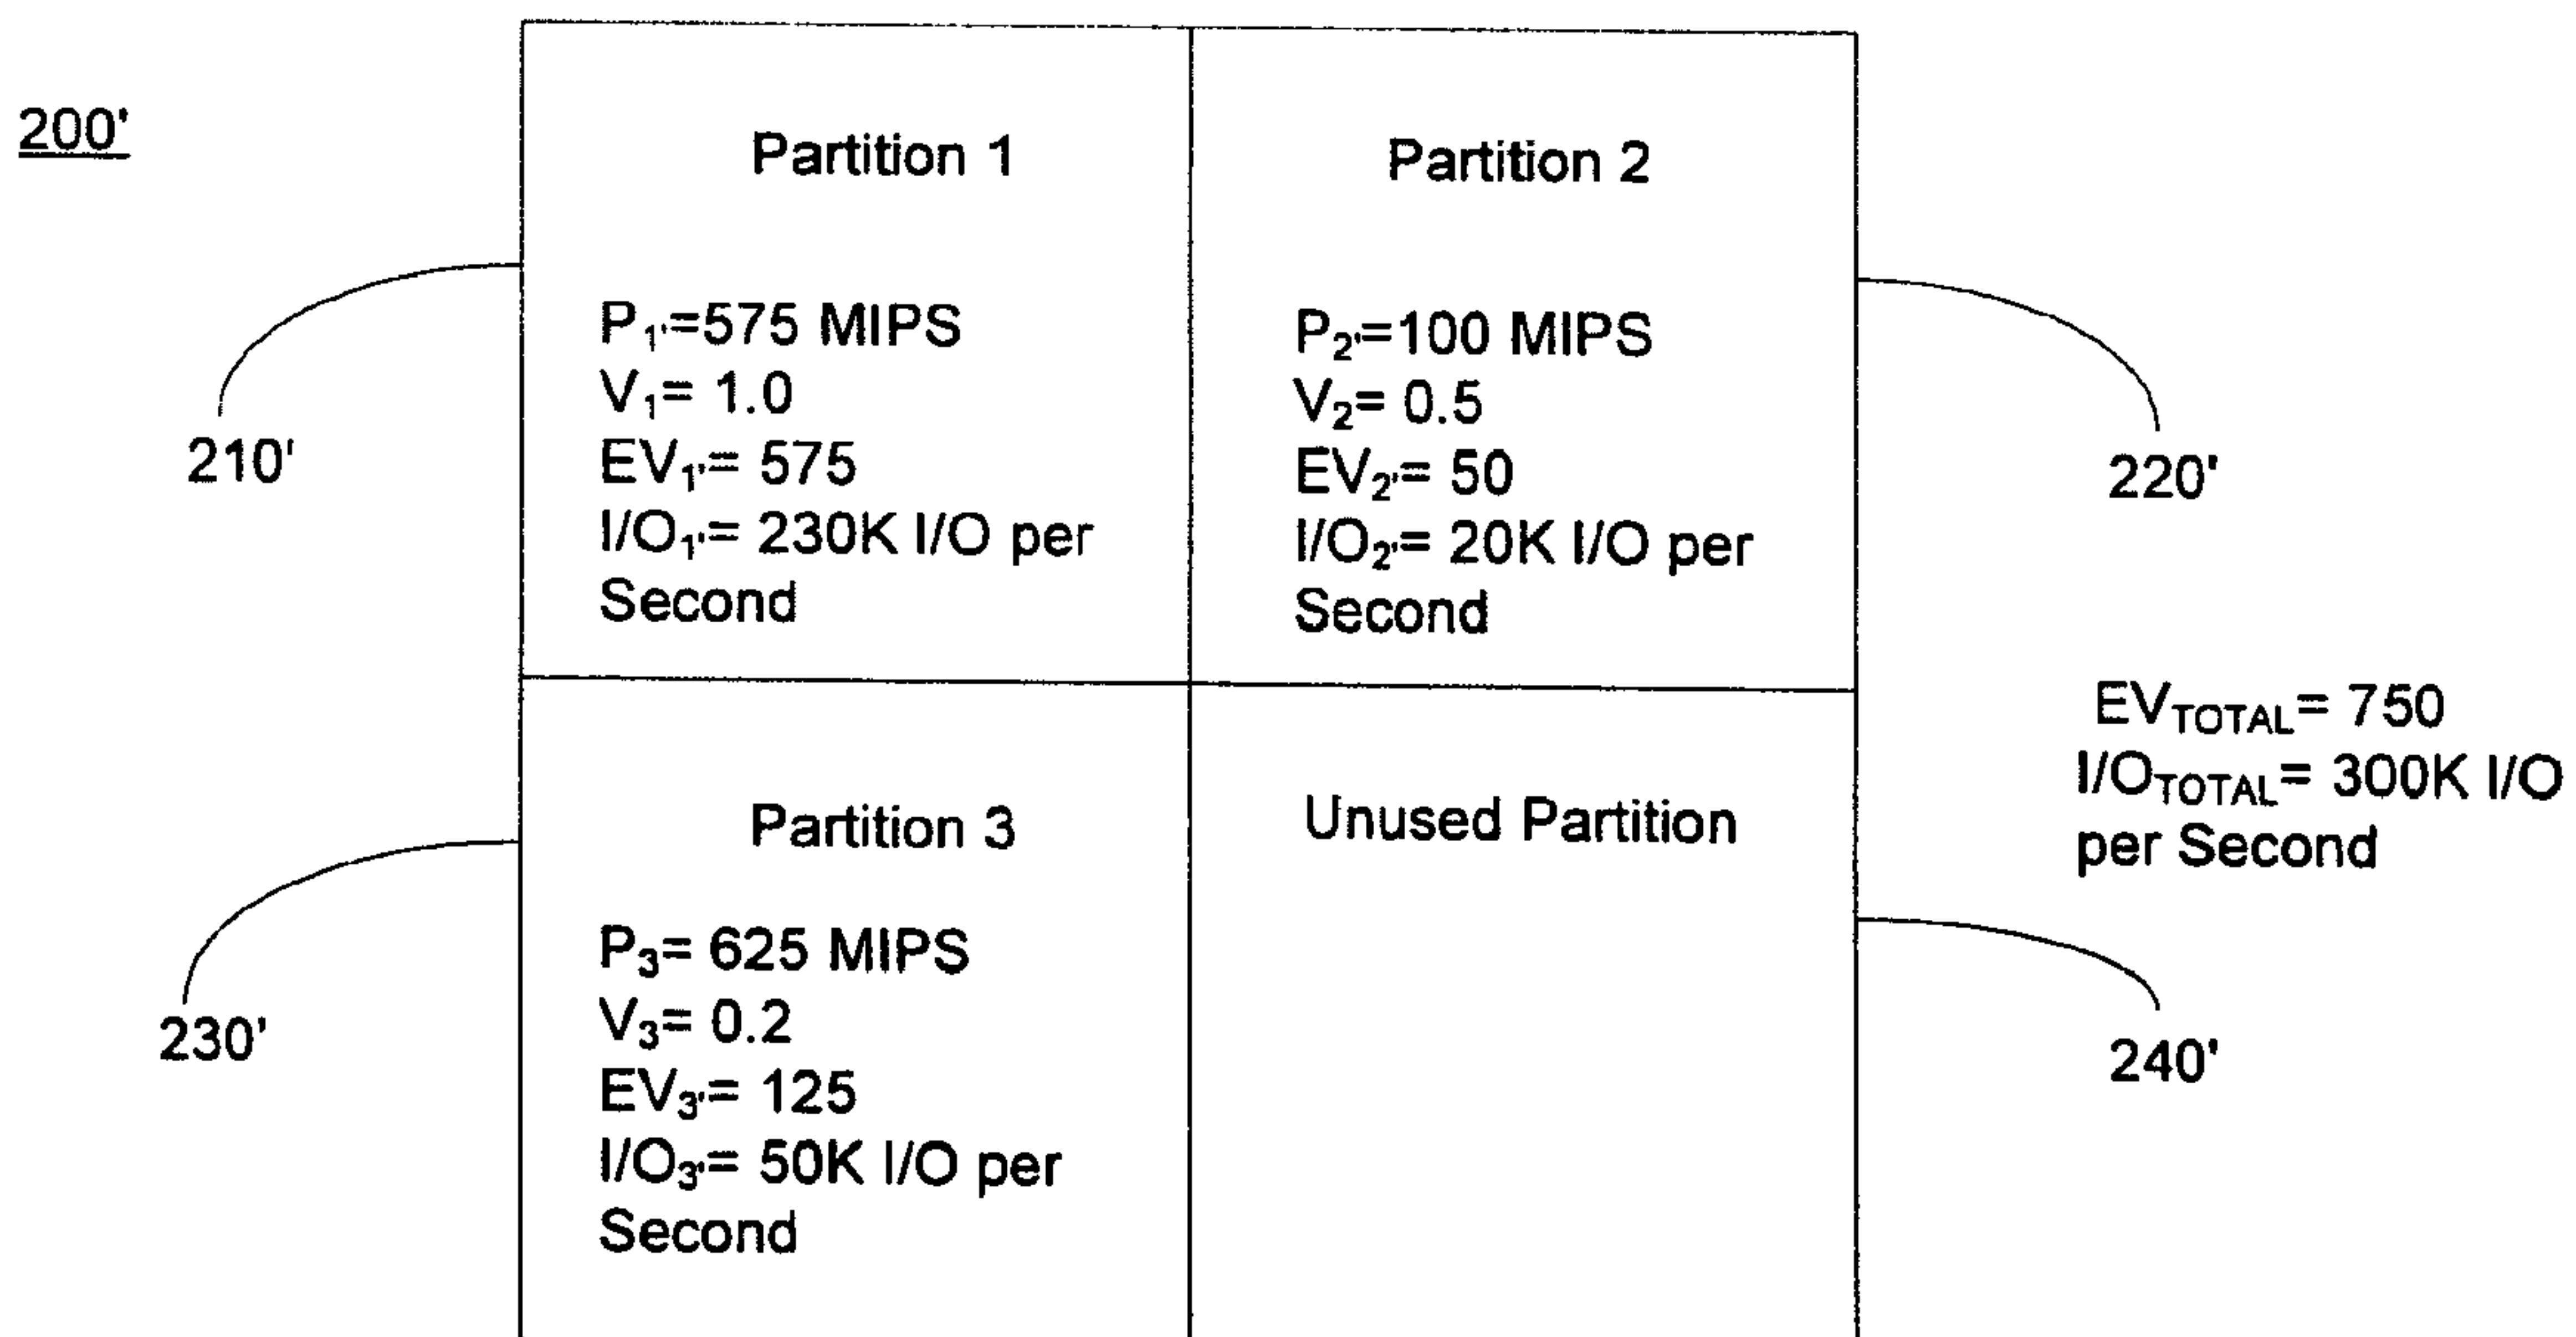 200'
Partition 1
P1'=575 MIPS
V1= 1.0
EV1'= 575
I/O1'= 230K I/O per
Second
210'
Partition 2
P2'=100 MIPS
V2= 0.5
EV2'= 50
I/O2'= 20K I/O per
Second
220'
Partition 3
P3= 625 MIPS
V3= 0.2
EV3'= 125
I/O3'= 50K I/O per
Second
230'
Unused Partition
240'
EVTOTAL= 750
I/OTOTAL= 300K I/O
per Second